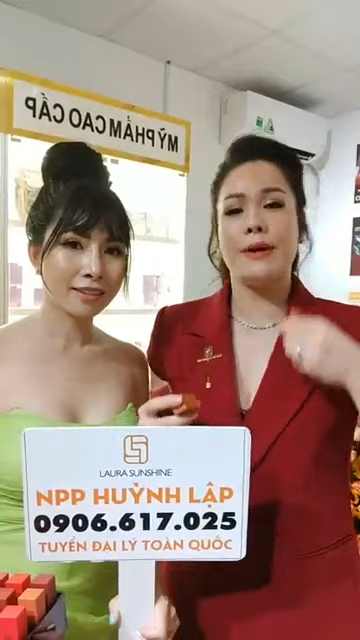 MỸ PHẨM CAO CẤP
LAURA SUNSHINE
NPP HUỲNH LẬP
0906.617.025
TUYỂN ĐẠI LÝ TOÀN QUỐC